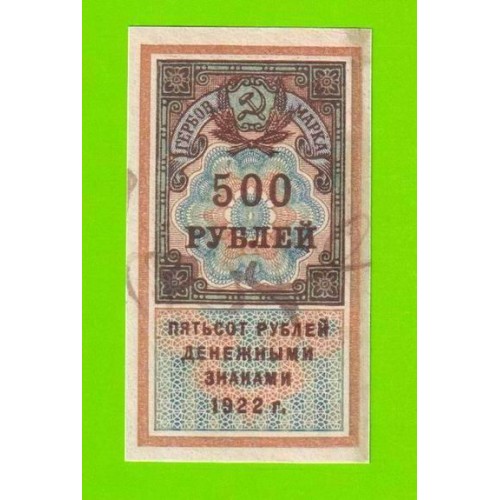 ГЕРБОВ. МАРКА
500
РУБЛЕЙ
ПЯТЬСОТ РУБЛЕЙ
ДЕНЕЖНЫМИ
ЗНАКАМИ
1922 г.